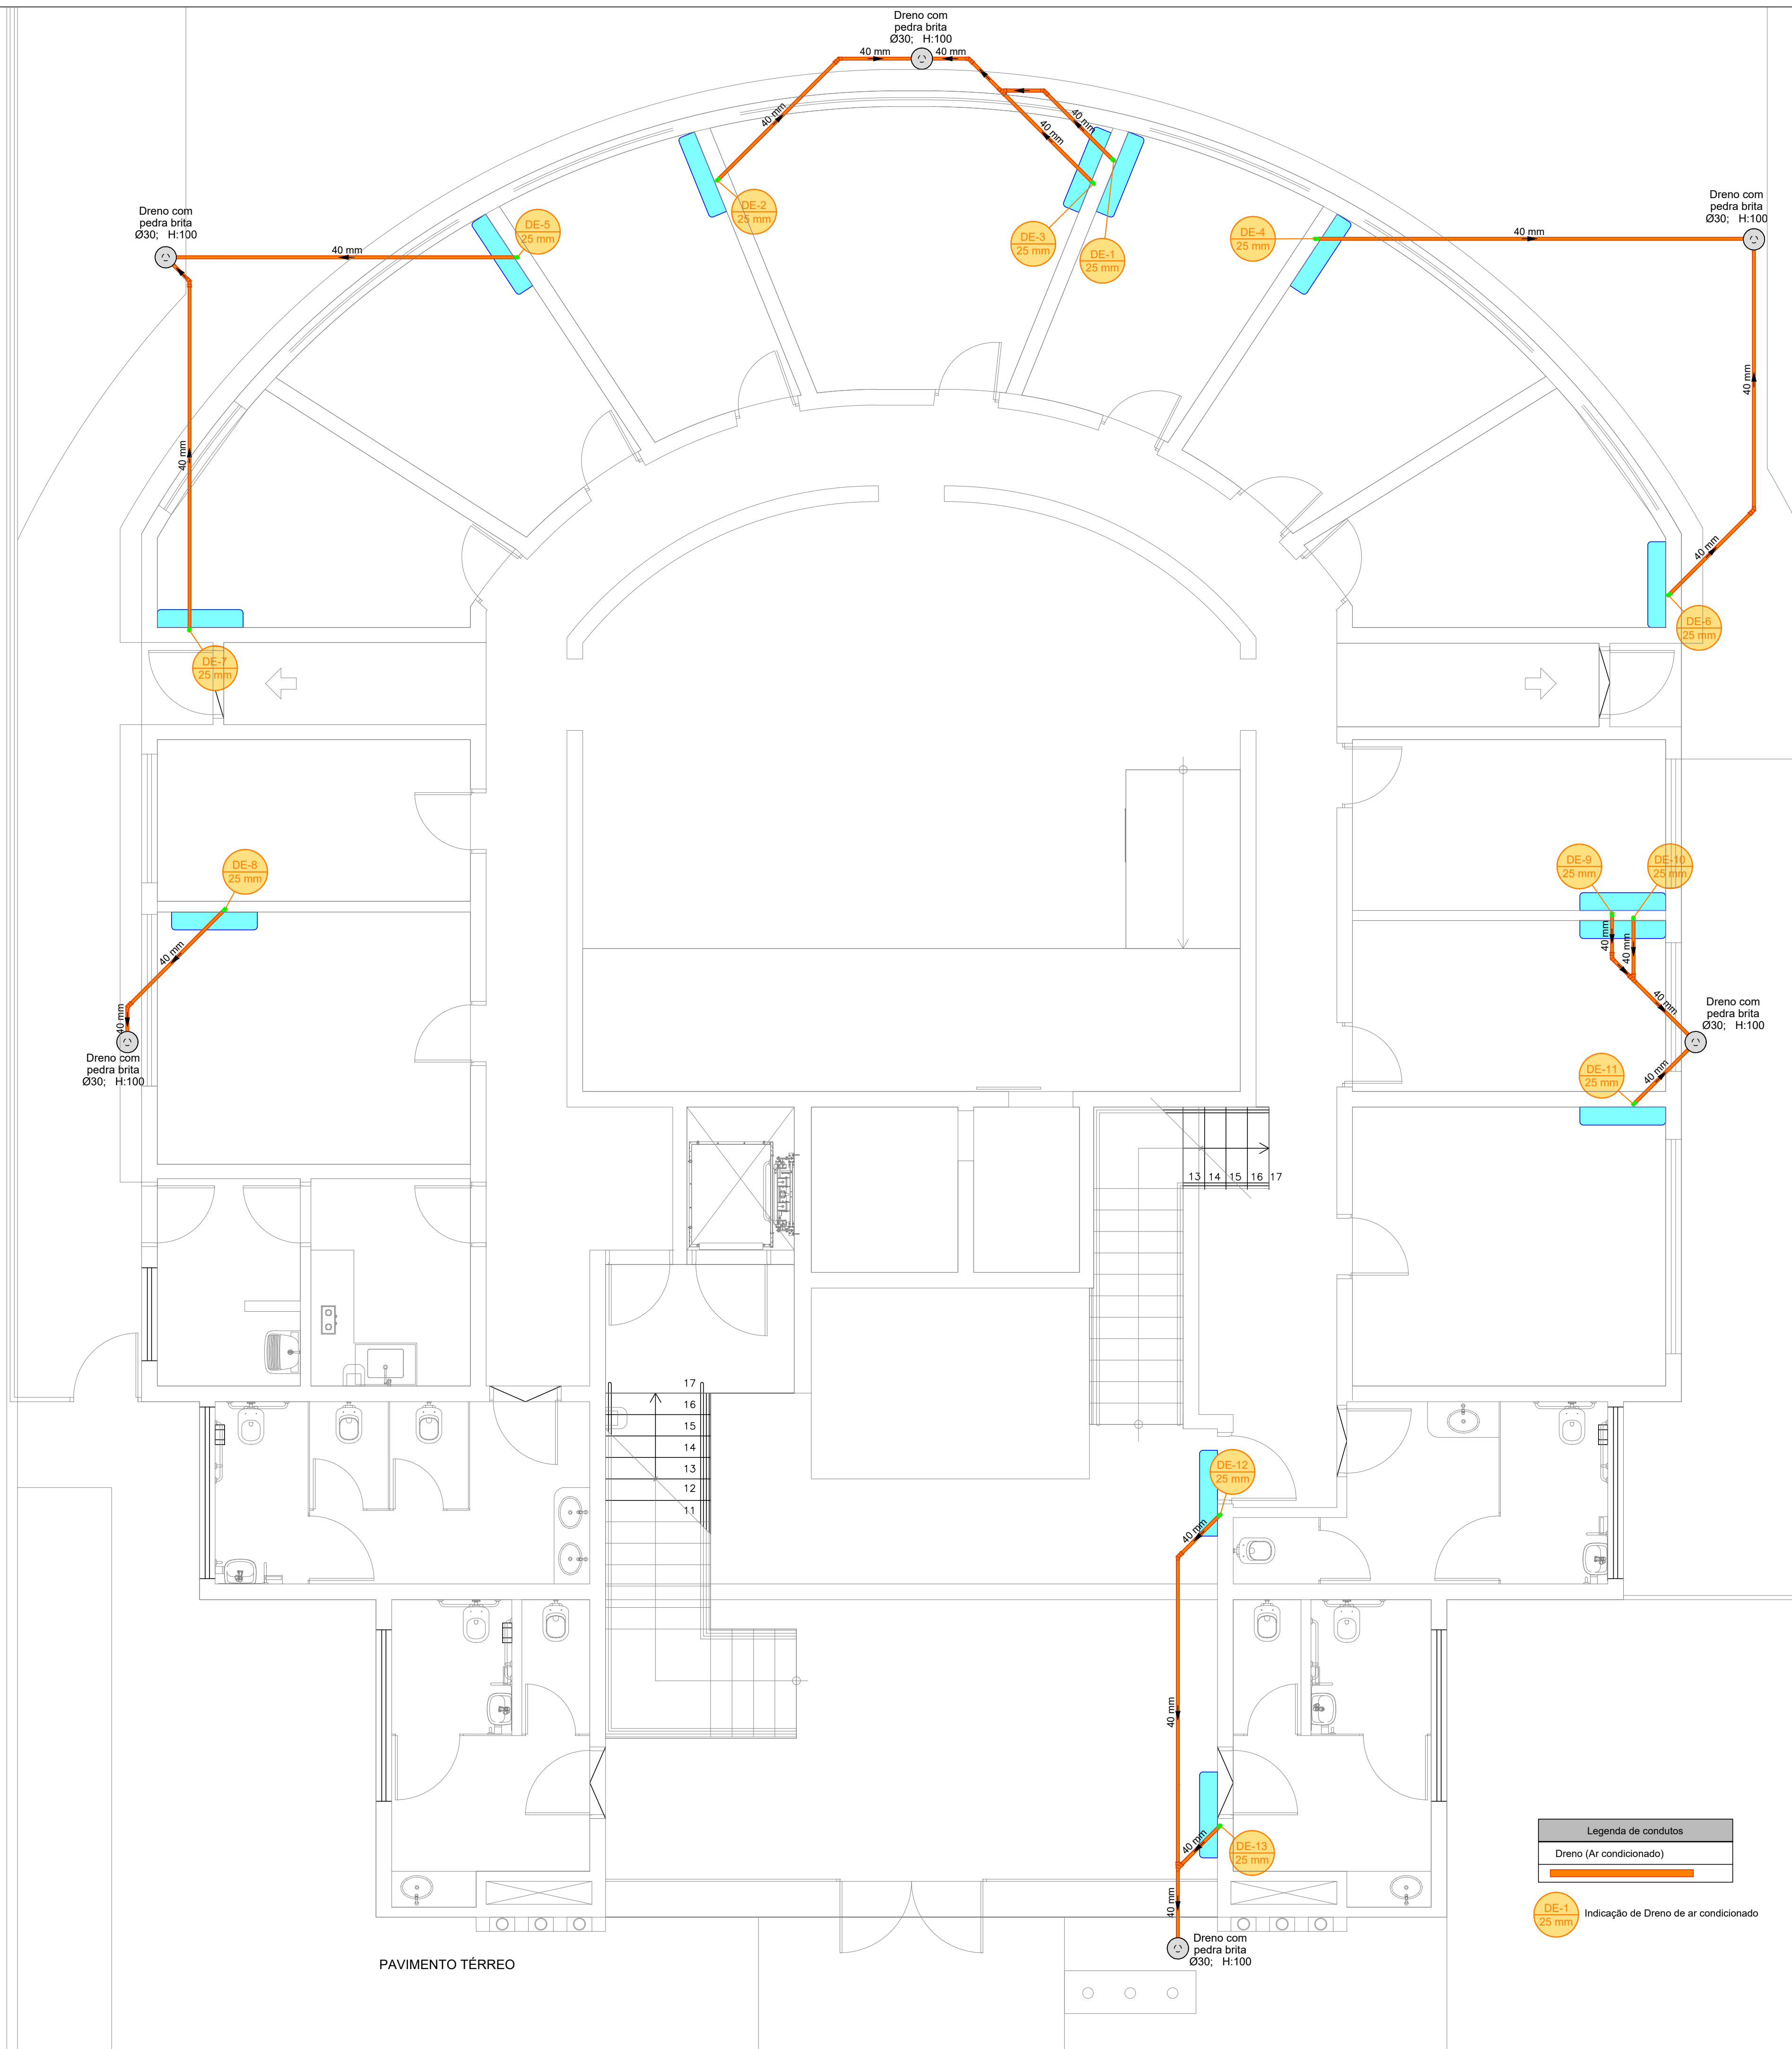 Dreno com
pedra brita
Ø30; H:100
40 mm
40 mm
40 mm
40 mm
40 mm
DE-2
25 mm
DE-3
25 mm
DE-1
25 mm
Dreno com
pedra brita
Ø30; H:100
40 mm
DE-5
25 mm
40 mm
DE-7
25 mm
Dreno com
pedra brita
Ø30; H:100
DE-4
25 mm
40 mm
40 mm
40 mm
DE-6
25 mm
DE-8
25 mm
40 mm
40 mm
Dreno com
pedra brita
Ø30; H:100
DE-9
25 mm
DE-10
25 mm
40 mm
40 mm
40 mm
Dreno com
pedra brita
Ø30; H:100
DE-11
25 mm
40 mm
13 14 15 16 17
17
16
15
14
13
12
11
DE-12
25 mm
40 mm
40 mm
40 mm
DE-13
25 mm
40 mm
Dreno com
pedra brita
Ø30; H:100
Legenda de condutos
Dreno (Ar condicionado)
DE-1
25 mm
Indicação de Dreno de ar condicionado
PAVIMENTO TÉRREO